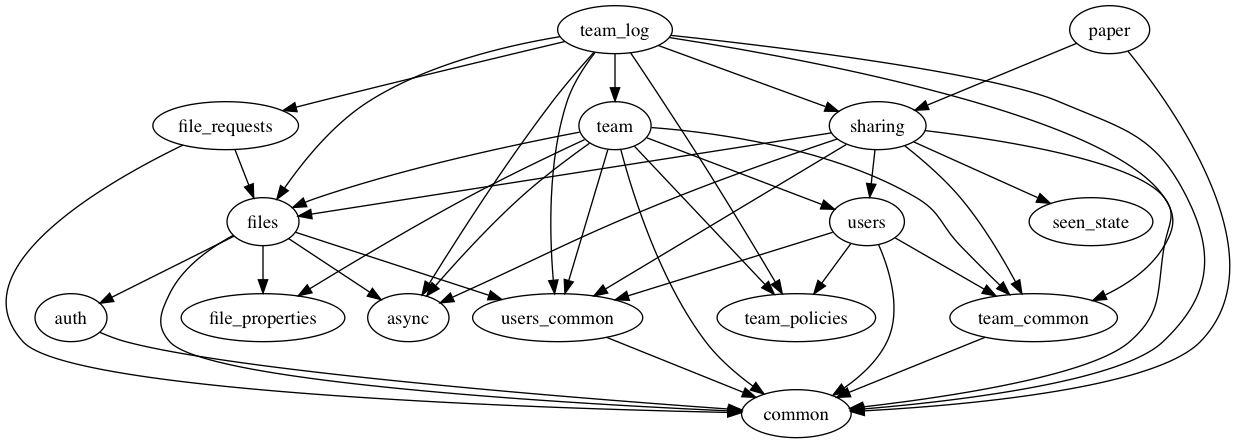 team_log
paper
file_requests
team
sharing
files
users
seen_state
auth
file_properties
async
users_common
team_policies
team_common
common